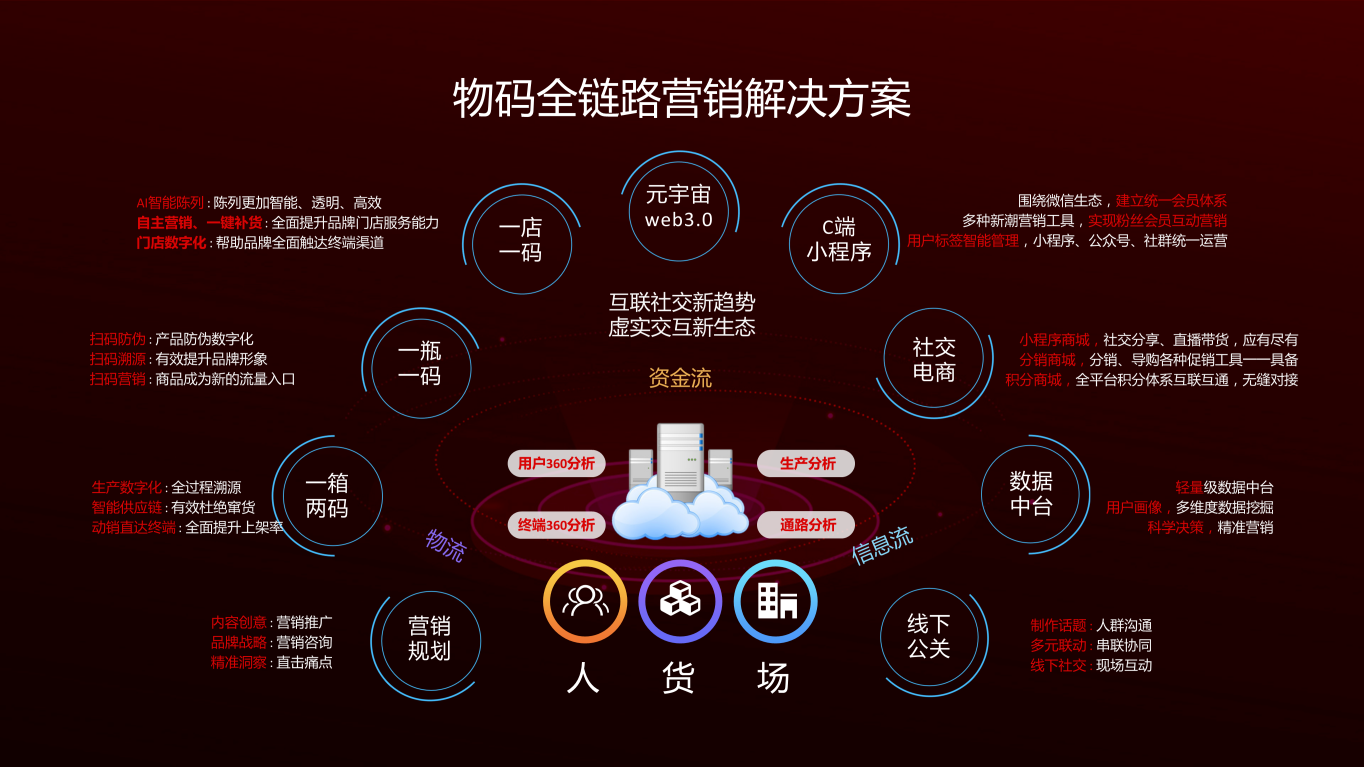 物码全链路营销解决方案
元宇宙
web3.0
互联社交新趋势
虚实交互新生态
一店
一码
AI智能陈列 : 陈列更加智能、透明、高效
自主营销、一键补货 : 全面提升品牌门店服务能力
门店数字化 : 帮助品牌全面触达终端渠道
C端
小程序
围绕微信生态，建立统一会员体系
多种新潮营销工具，实现粉丝会员互动营销
用户标签智能管理，小程序、公众号、社群统一运营
一瓶
一码
扫码防伪 : 产品防伪数字化
扫码溯源 : 有效提升品牌形象
扫码营销 : 商品成为新的流量入口
社交
电商
小程序商城，社交分享、直播带货，应有尽有
分销商城，分销、导购各种促销工具一一具备
积分商城，全平台积分体系互联互通，无缝对接
资金流
用户360分析
生产分析
终端360分析
通路分析
一箱
两码
生产数字化 : 全过程溯源
智能供应链 : 有效杜绝窜货
动销直达终端 : 全面提升上架率
数据
中台
轻量级数据中台
用户画像，多维度数据挖掘
科学决策，精准营销
物流
信息流
营销
规划
内容创意 : 营销推广
品牌战略 : 营销咨询
精准洞察 : 直击痛点
线下
公关
制作话题 : 人群沟通
多元联动 : 串联协同
线下社交 : 现场互动
人 货 场